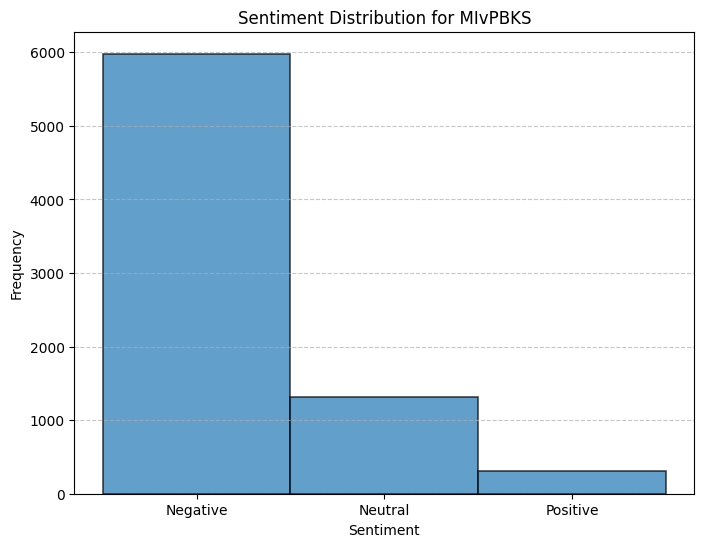 Sentiment Distribution for MIvPBKS
6000
5000
4000
3000
2000
1000
0
Frequency
Negative
Neutral
Positive
Sentiment